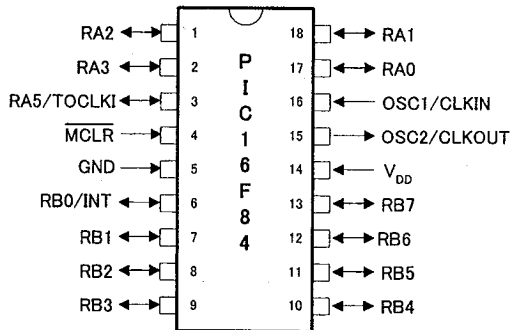 RA2 1 18 RA1
RA3 2 17 RA0
RA5/TOCLKI 3 16 OSC1/CLKIN
MCLR 4 15 OSC2/CLKOUT
GND 5 14 VDD
RB0/INT 6 13 RB7
RB1 7 12 RB6
RB2 8 11 RB5
RB3 9 10 RB4
PIC16F84